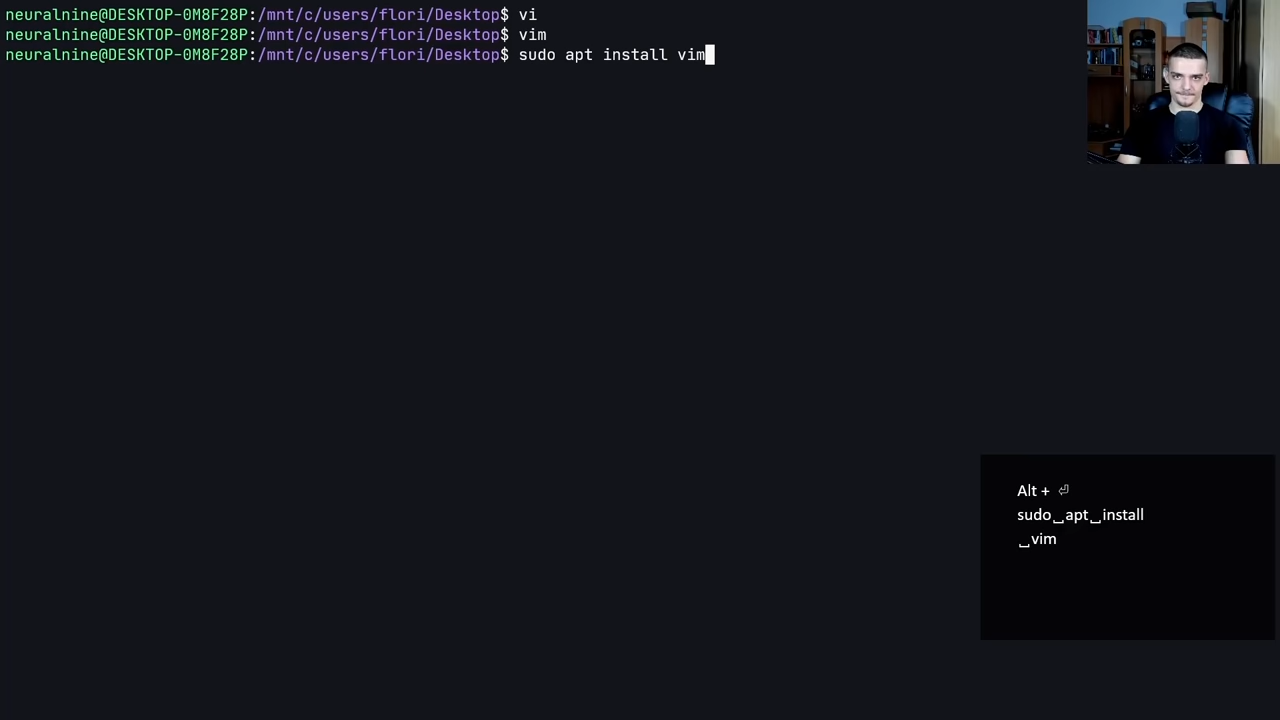 neuralnine@DESKTOP-0M8F28P:/mnt/c/users/flori/Desktop$ vi
neuralnine@DESKTOP-0M8F28P:/mnt/c/users/flori/Desktop$ vim
neuralnine@DESKTOP-0M8F28P:/mnt/c/users/flori/Desktop$ sudo apt install vim
Alt + ⏎
sudo␣apt␣install
␣vim